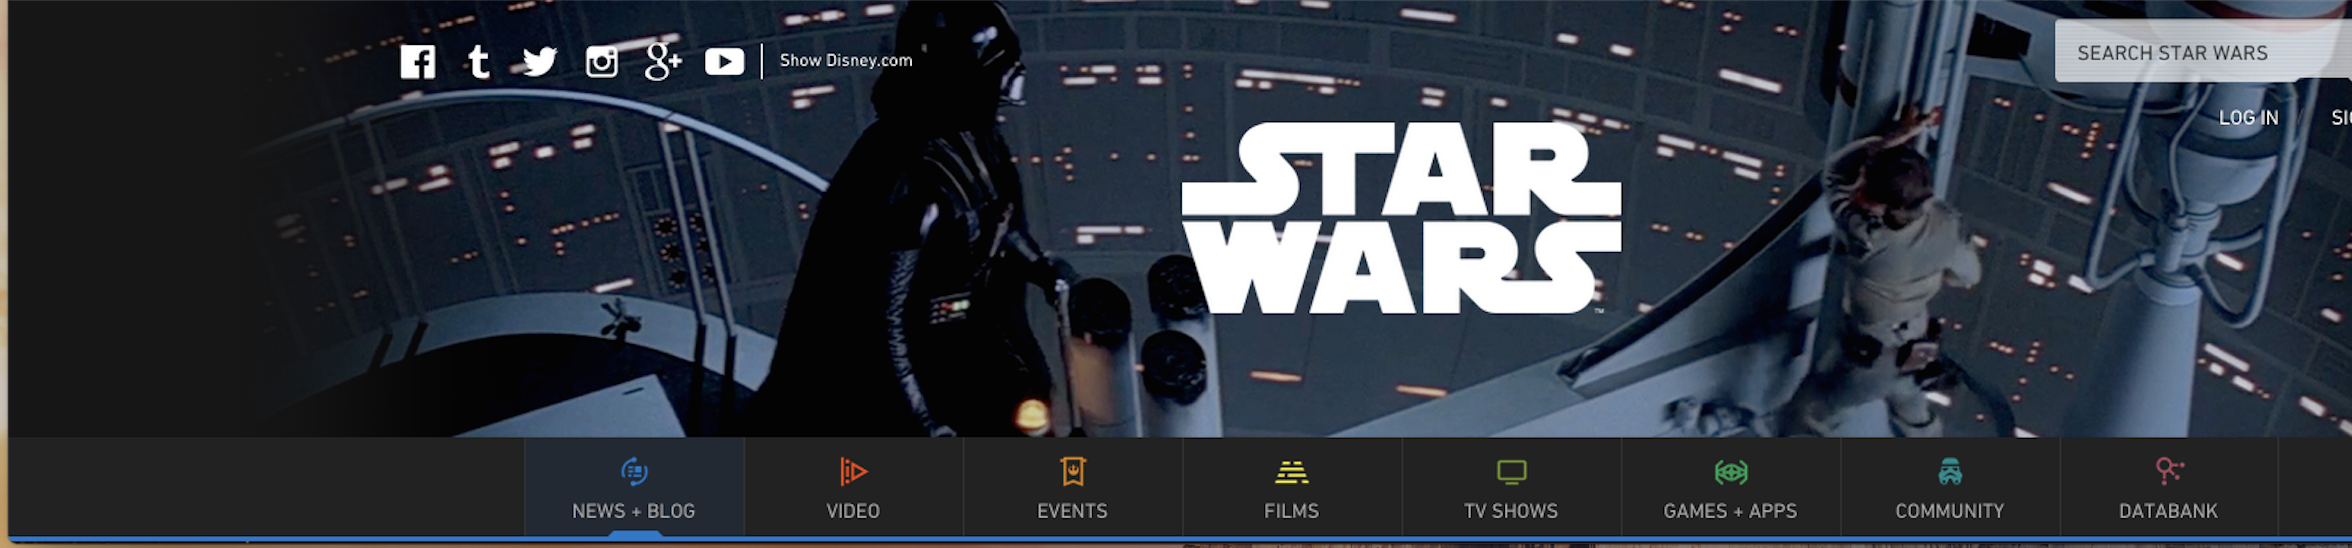 Show Disney.com
SEARCH STAR WARS
LOG IN
STAR
WARS
™
NEWS + BLOG
VIDEO
EVENTS
FILMS
TV SHOWS
GAMES + APPS
COMMUNITY
DATABANK